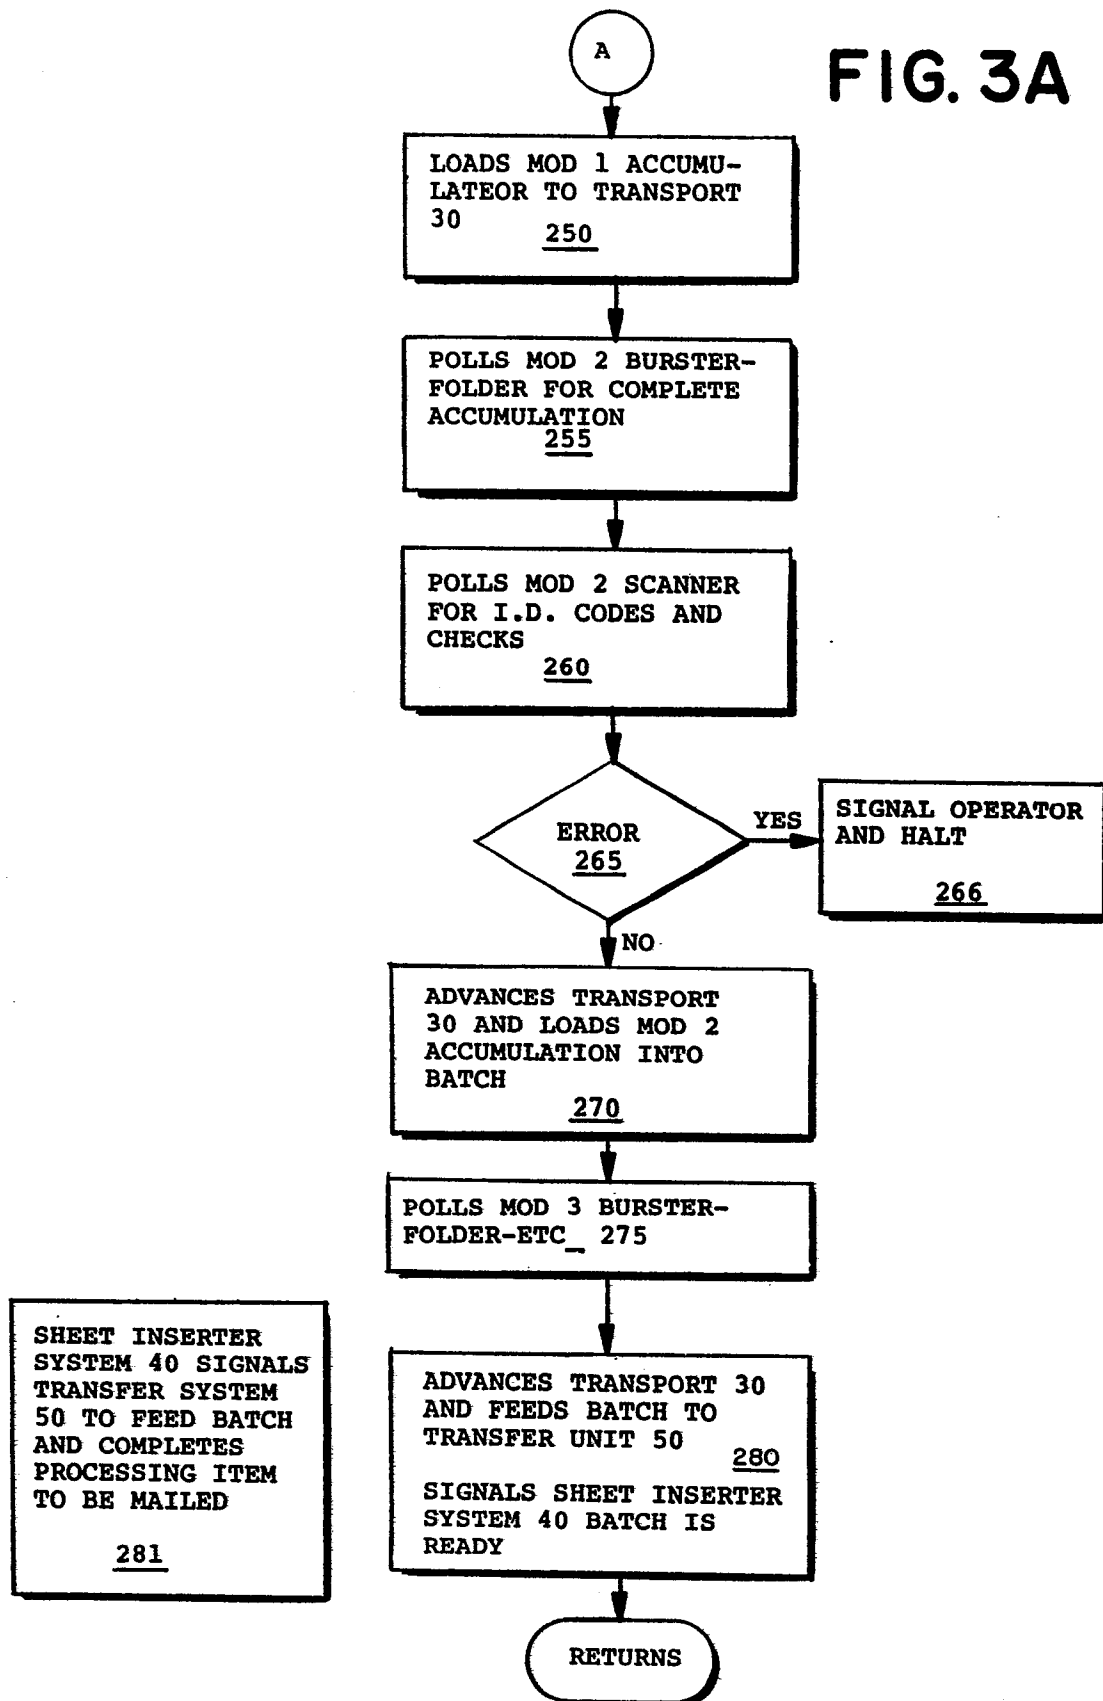 A
FIG. 3A
LOADS MOD 1 ACCUMU-
LATEOR TO TRANSPORT
30
250
POLLS MOD 2 BURSTER-
FOLDER FOR COMPLETE
ACCUMULATION
255
POLLS MOD 2 SCANNER
FOR I.D. CODES AND
CHECKS
260
ERROR
265
YES
SIGNAL OPERATOR
AND HALT
266
NO
ADVANCES TRANSPORT
30 AND LOADS MOD 2
ACCUMULATION INTO
BATCH
270
POLLS MOD 3 BURSTER-
FOLDER-ETC_ 275
SHEET INSERTER
SYSTEM 40 SIGNALS
TRANSFER SYSTEM
50 TO FEED BATCH
AND COMPLETES
PROCESSING ITEM
TO BE MAILED
281
ADVANCES TRANSPORT 30
AND FEEDS BATCH TO
TRANSFER UNIT 50
280
SIGNALS SHEET INSERTER
SYSTEM 40 BATCH IS
READY
RETURNS